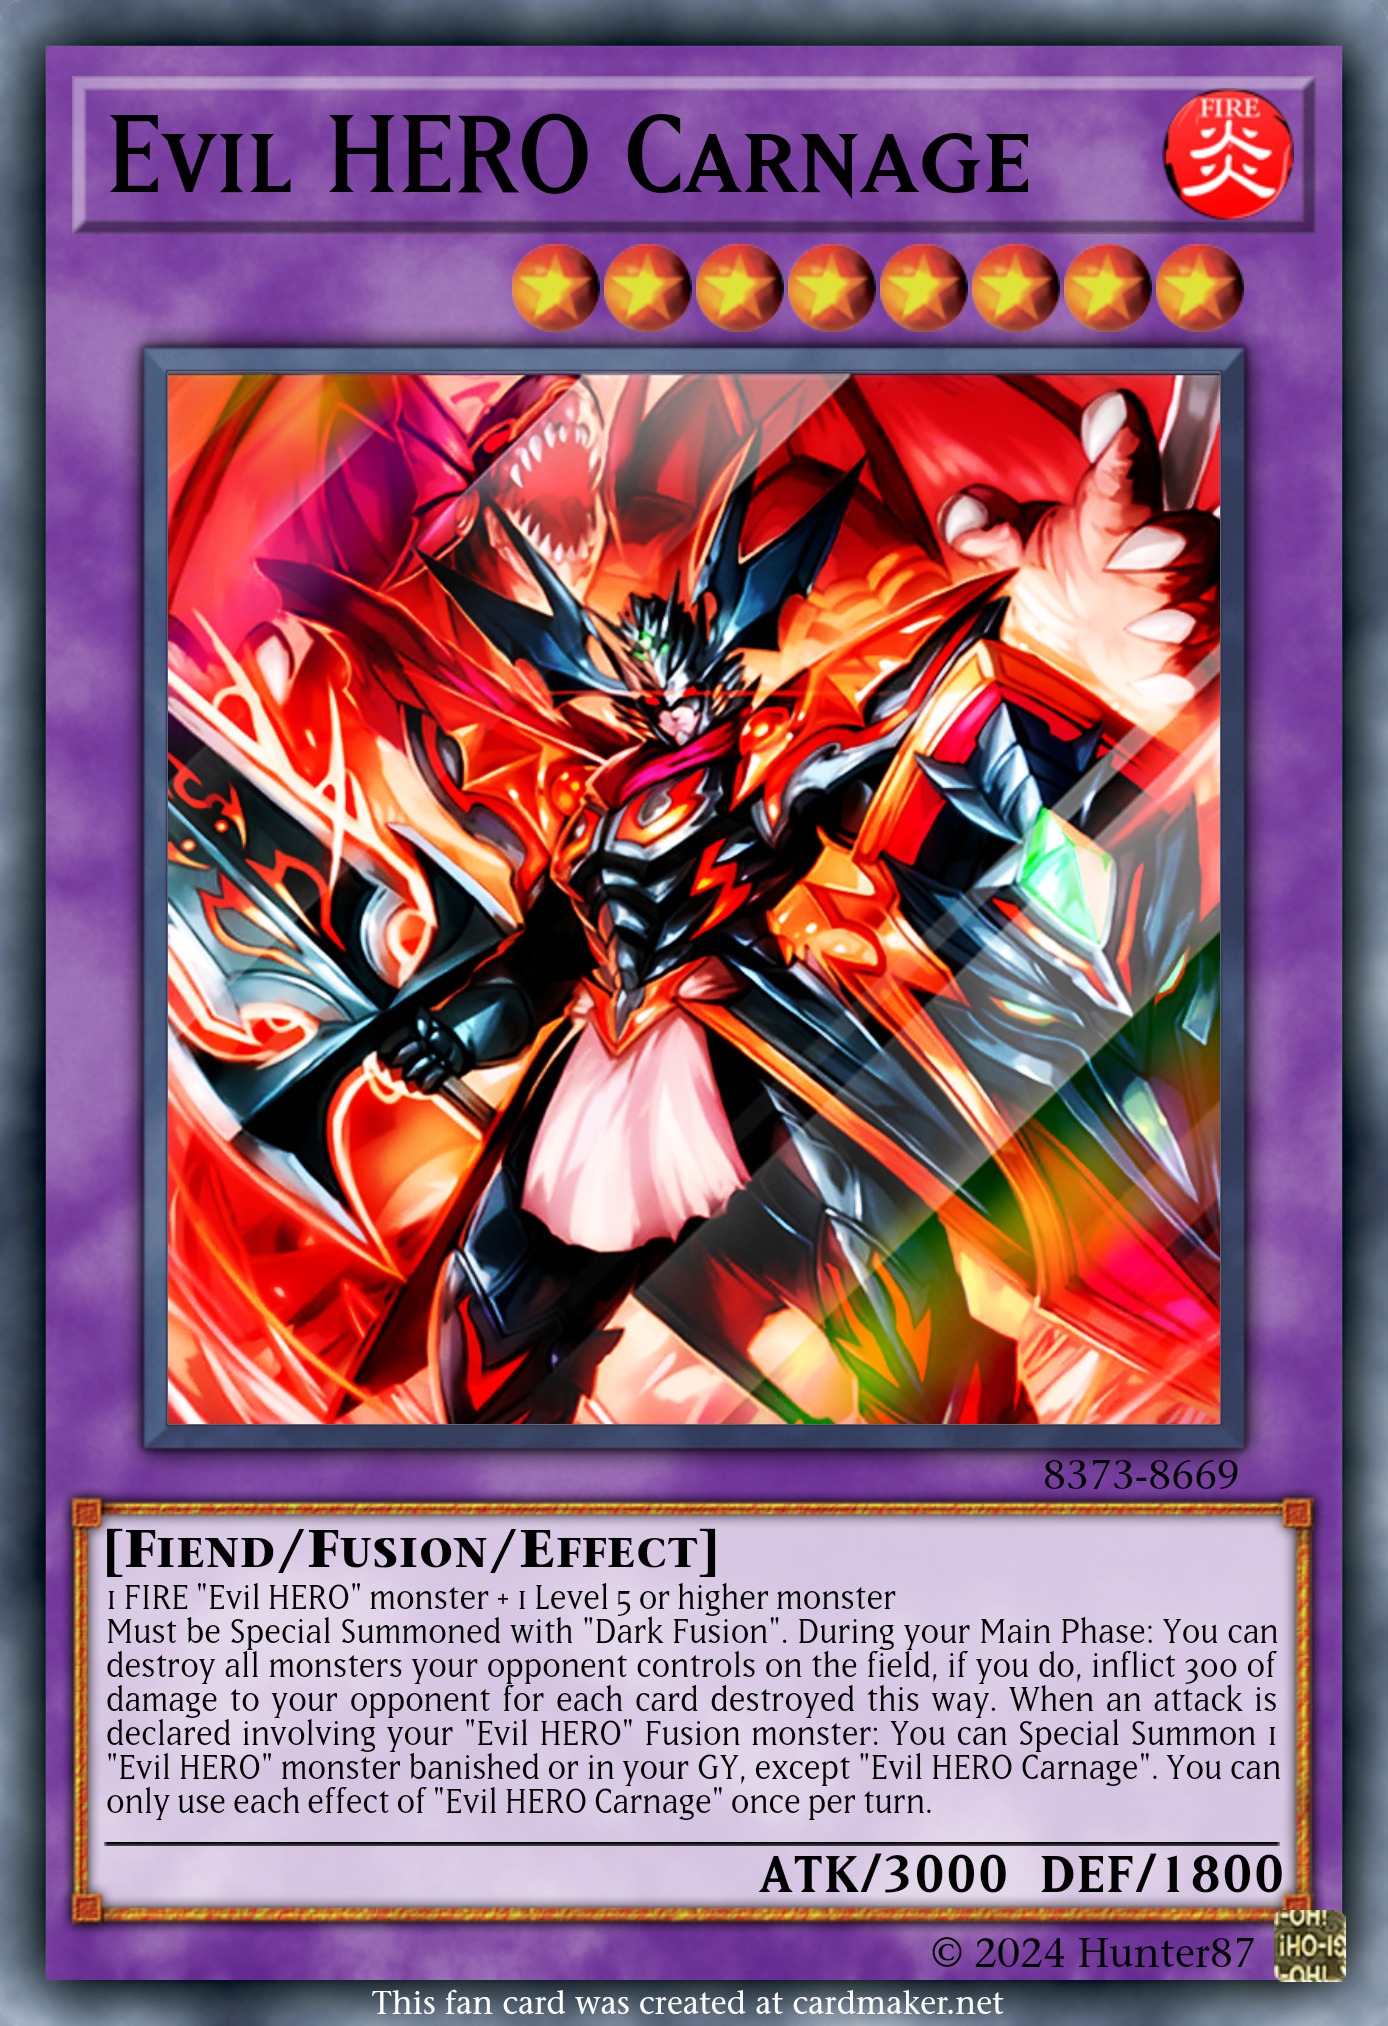 Evil HERO Carnage
FIRE
炎
8373-8669
[Fiend/Fusion/Effect]
1 FIRE "Evil HERO" monster + 1 Level 5 or higher monster
Must be Special Summoned with "Dark Fusion". During your Main Phase: You can
destroy all monsters your opponent controls on the field, if you do, inflict 300 of
damage to your opponent for each card destroyed this way. When an attack is
declared involving your "Evil HERO" Fusion monster: You can Special Summon 1
"Evil HERO" monster banished or in your GY, except "Evil HERO Carnage". You can
only use each effect of "Evil HERO Carnage" once per turn.
ATK/3000 DEF/1800
© 2024 Hunter87
This fan card was created at cardmaker.net